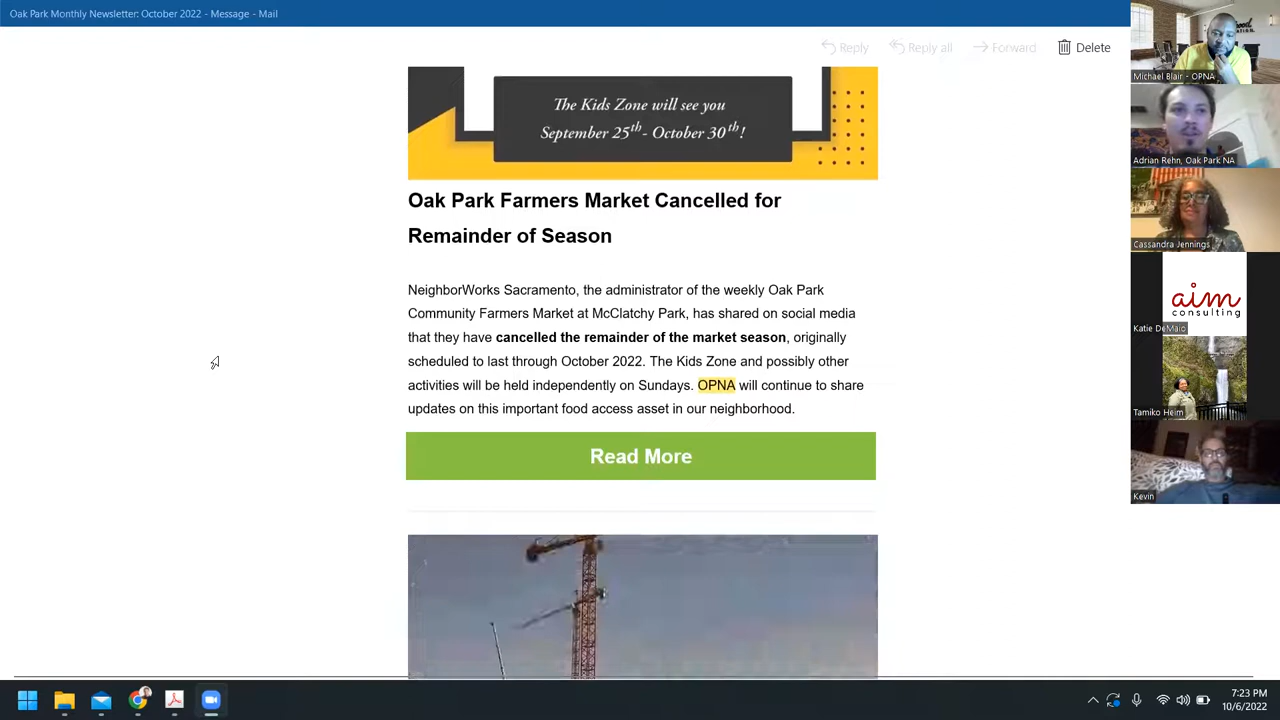 Oak Park Monthly Newsletter: October 2022 - Message - Mail
Reply
Reply all
Forward
Delete
The Kids Zone will see you
September 25th- October 30th!
Oak Park Farmers Market Cancelled for
Remainder of Season
NeighborWorks Sacramento, the administrator of the weekly Oak Park
Community Farmers Market at McClatchy Park, has shared on social media
that they have cancelled the remainder of the market season, originally
scheduled to last through October 2022. The Kids Zone and possibly other
activities will be held independently on Sundays. OPNA will continue to share
updates on this important food access asset in our neighborhood.
Read More
Michael Blair - OPNA
Adrian Rehn, Oak Park NA
Cassandra Jennings
aim
consulting
Katie DeMaio
Tamiko Heim
Kevin
7:23 PM
10/6/2022